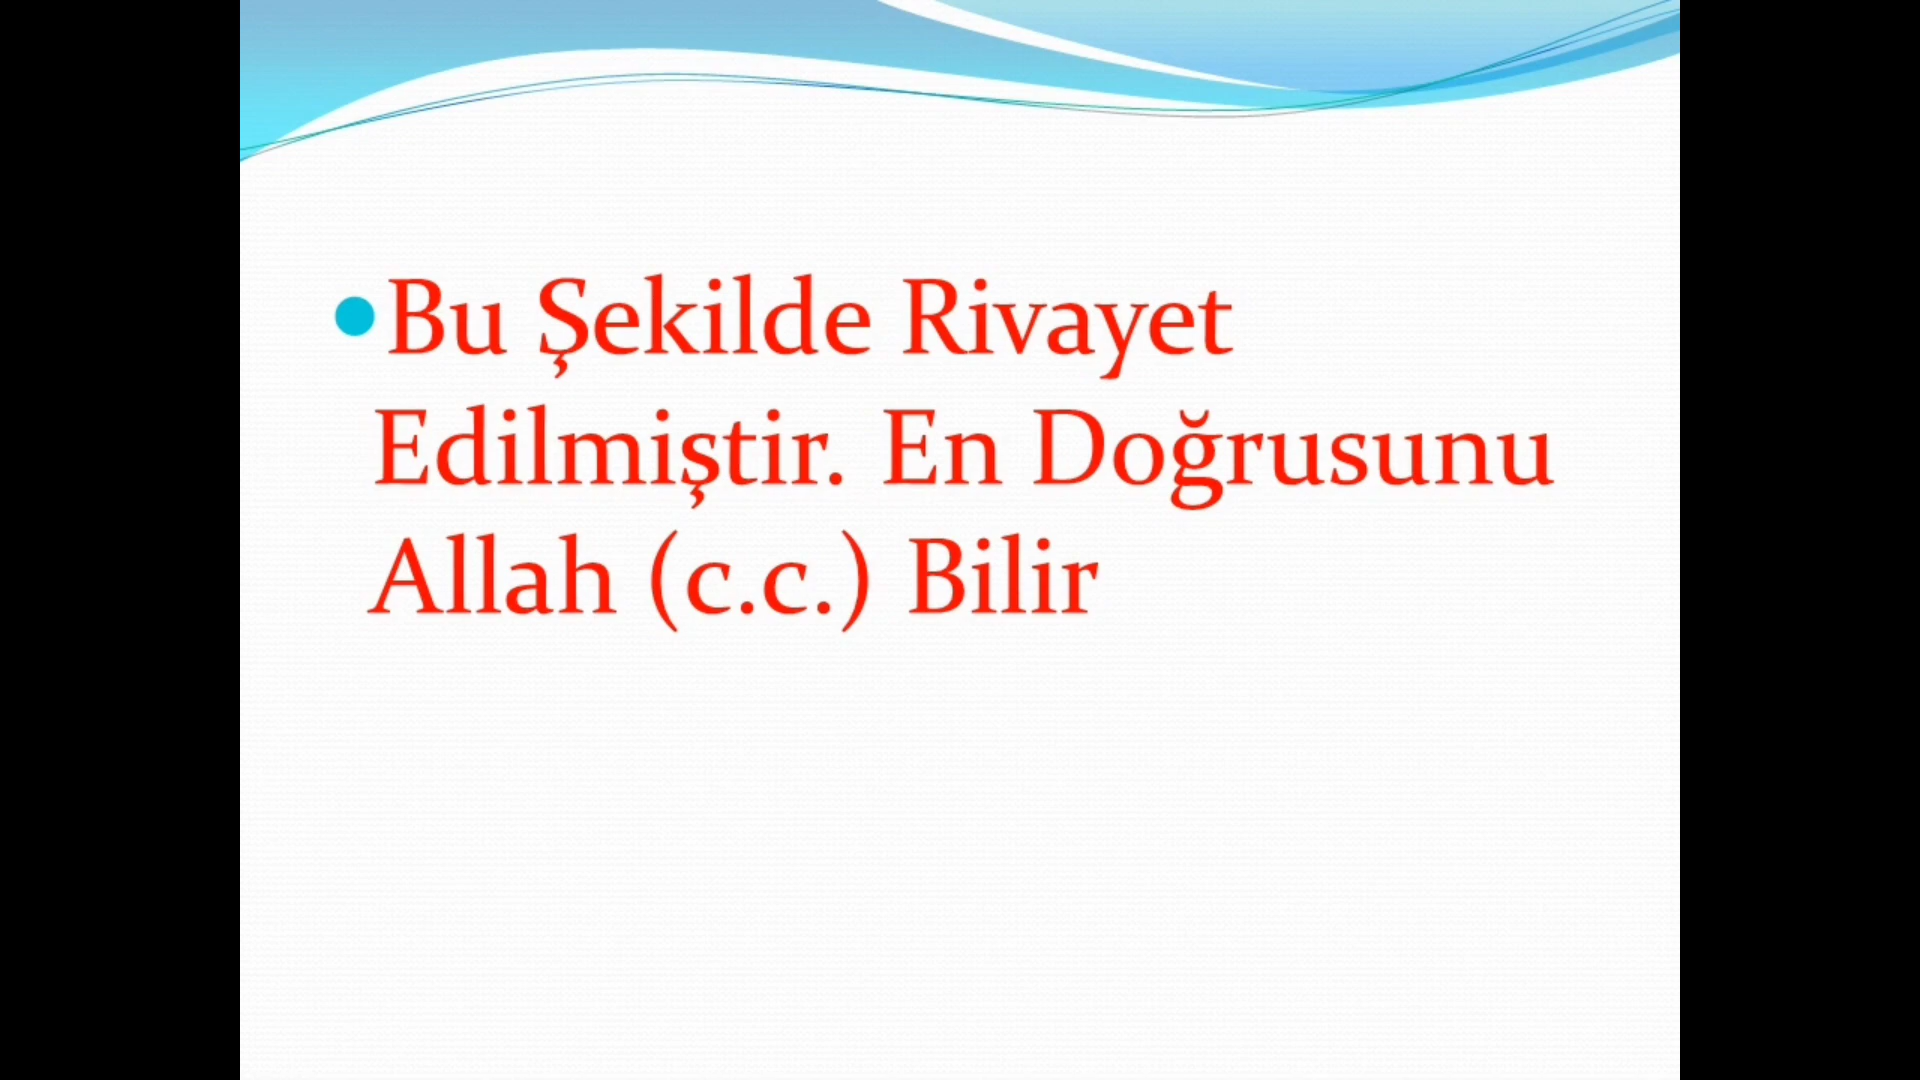 •Bu Şekilde Rivayet
Edilmiştir. En Doğrusunu
Allah (c.c.) Bilir